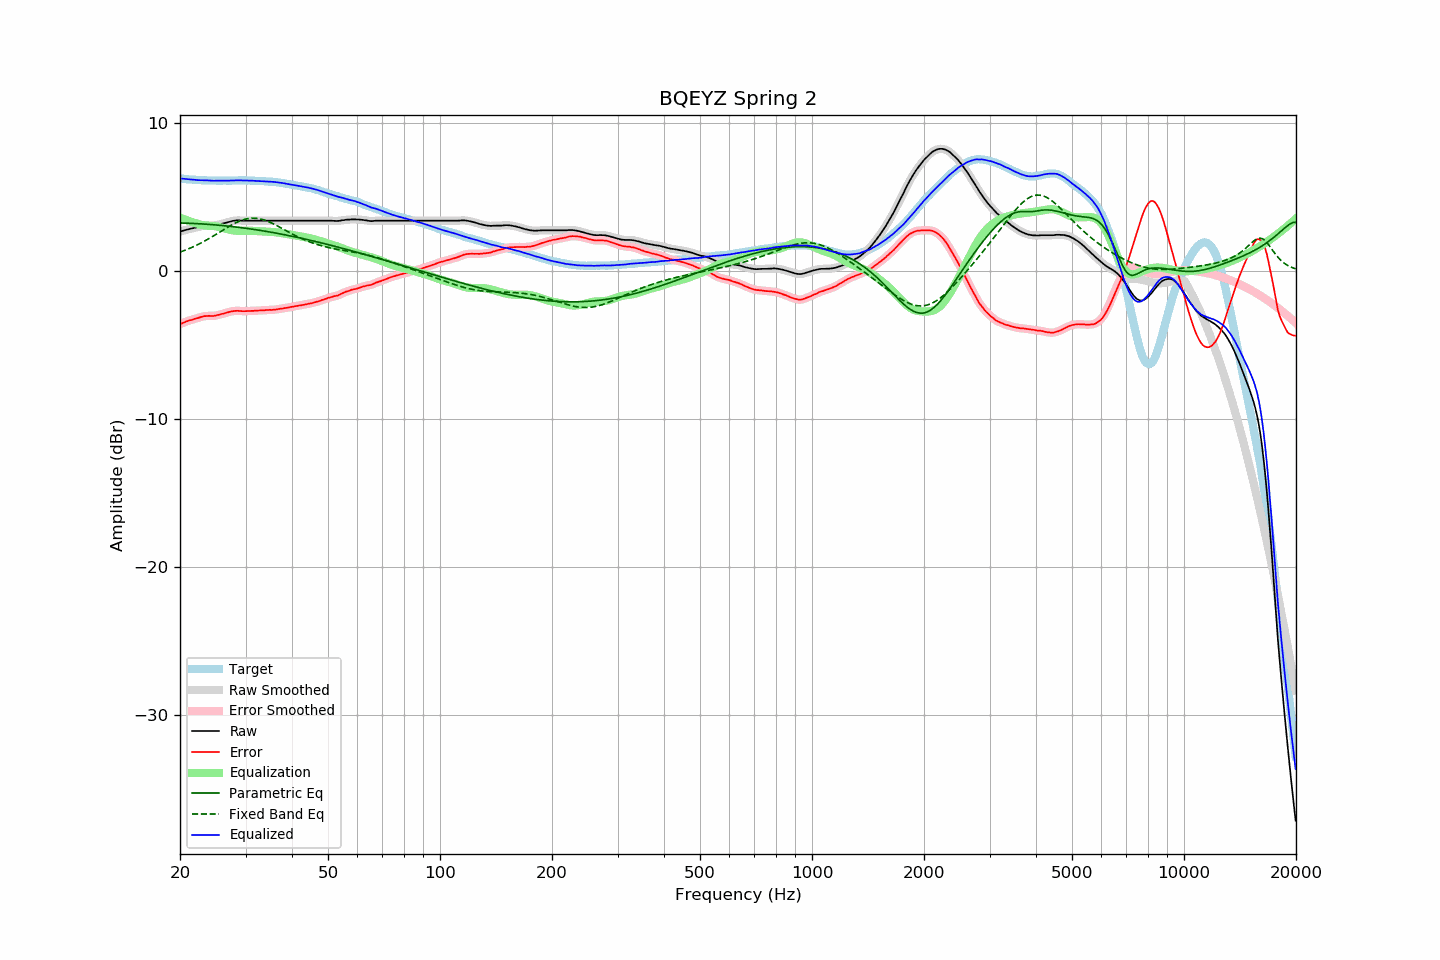 BQEYZ Spring 2
10
0
−10
−20
−30
Amplitude (dBr)
Target
Raw Smoothed
Error Smoothed
Raw
Error
Equalization
Parametric Eq
Fixed Band Eq
Equalized
20 50 100 200 500 1000 2000 5000 10000 20000
Frequency (Hz)